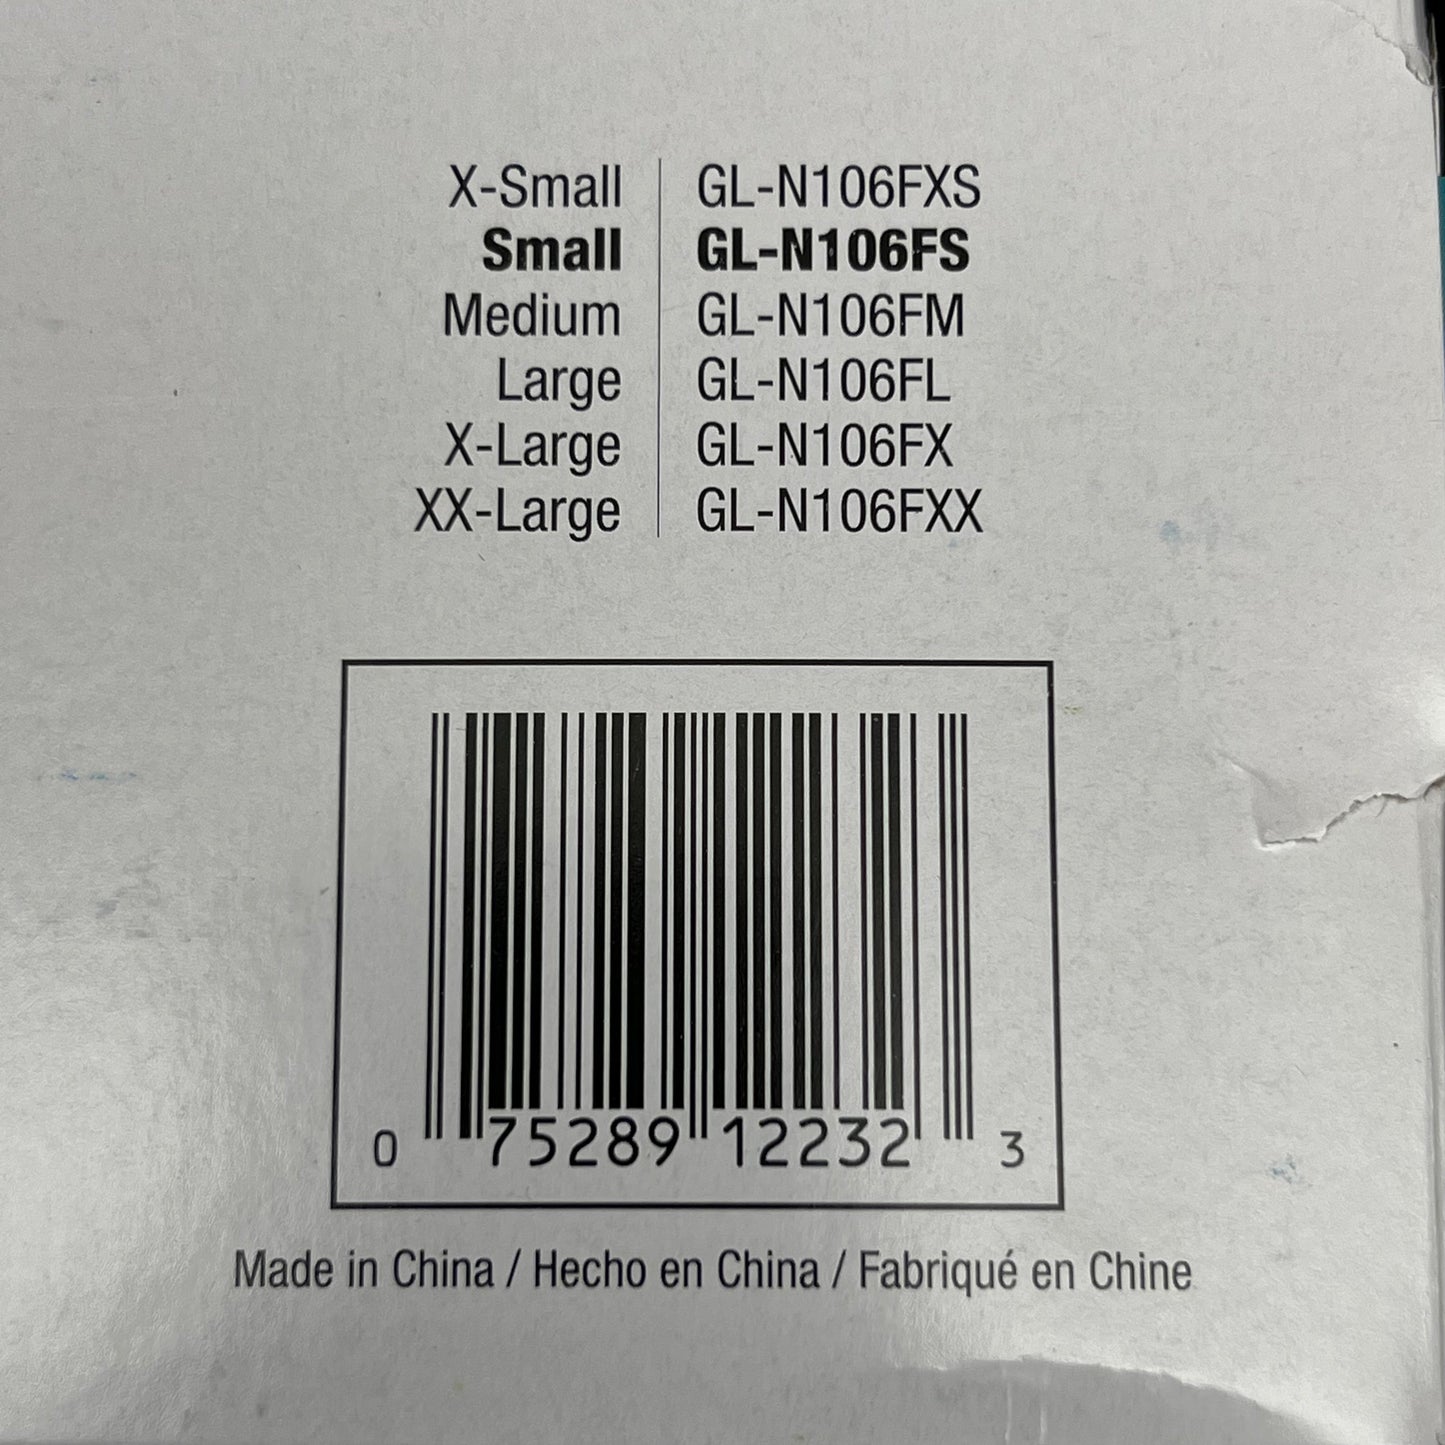 X-Small GL-N106FXS
Small GL-N106FS
Medium GL-N106FM
Large GL-N106FL
X-Large GL-N106FX
XX-Large GL-N106FXX
0 75289 12232 3
Made in China / Hecho en China / Fabriqué en Chine